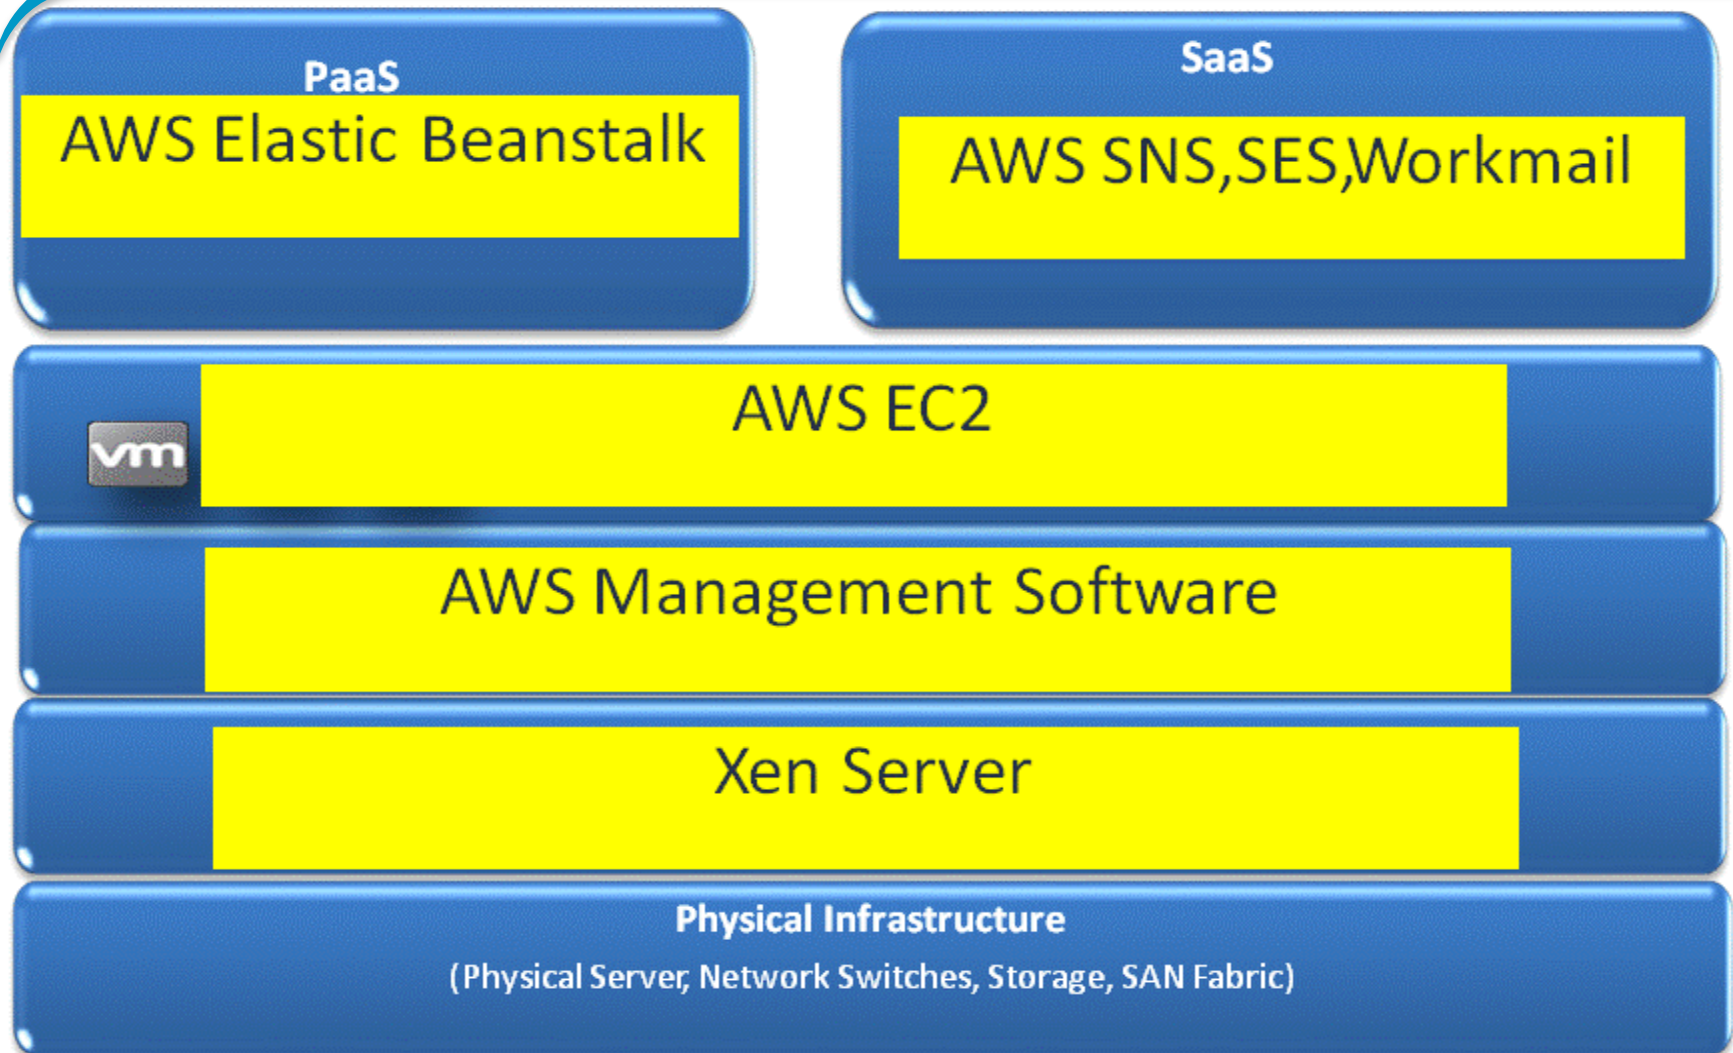 PaaS
AWS Elastic Beanstalk
SaaS
AWS SNS,SES,Workmail
AWS EC2
vm
AWS Management Software
Xen Server
Physical Infrastructure
(Physical Server, Network Switches, Storage, SAN Fabric)